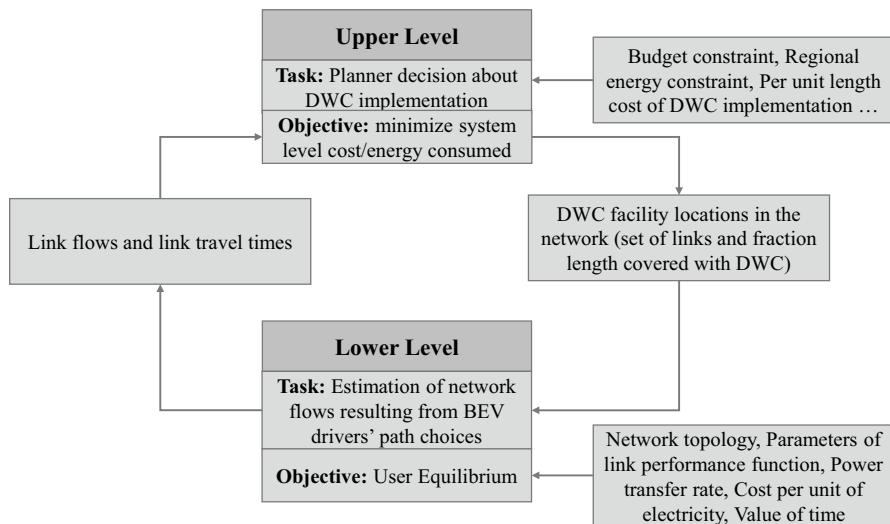 Upper Level
Task: Planner decision about
DWC implementation
Objective: minimize system
level cost/energy consumed
Budget constraint, Regional
energy constraint, Per unit length
cost of DWC implementation …
Link flows and link travel times
DWC facility locations in the
network (set of links and fraction
length covered with DWC)
Lower Level
Task: Estimation of network
flows resulting from BEV
drivers’ path choices
Objective: User Equilibrium
Network topology, Parameters of
link performance function, Power
transfer rate, Cost per unit of
electricity, Value of time